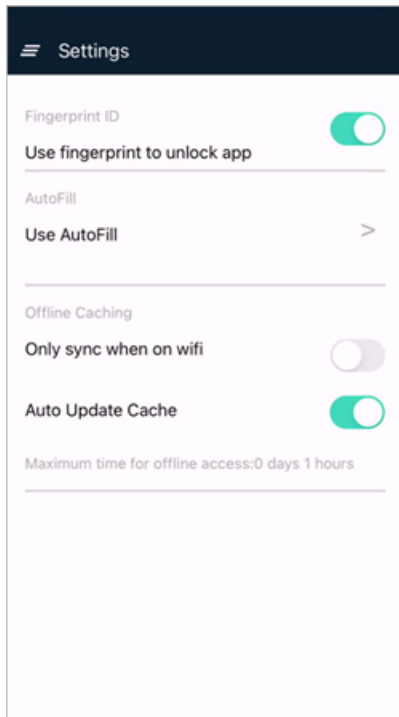 Settings
Fingerprint ID
Use fingerprint to unlock app
AutoFill
Use AutoFill >
Offline Caching
Only sync when on wifi
Auto Update Cache
Maximum time for offline access:0 days 1 hours